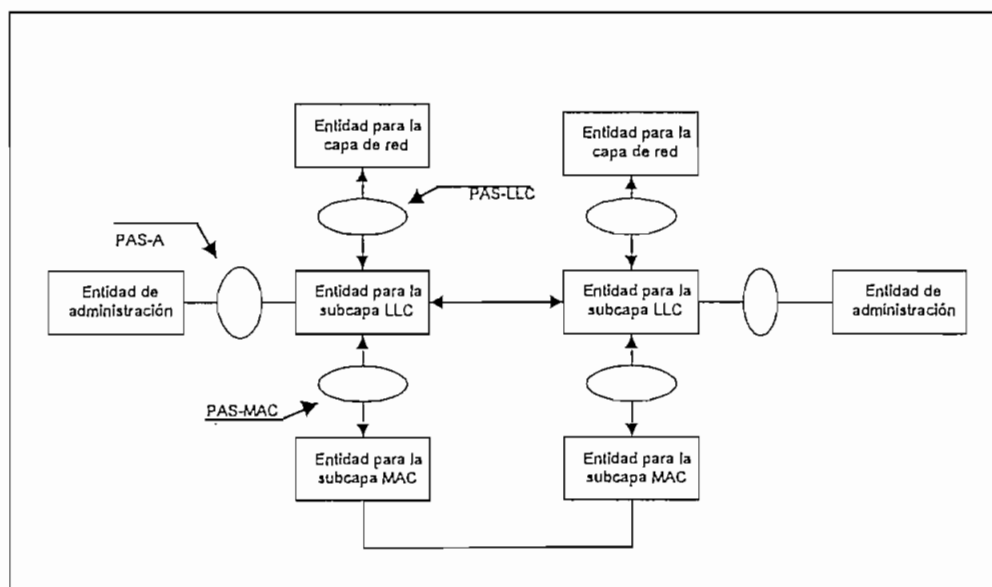 Entidad para la
capa de red
Entidad para la
capa de red
PAS-LLC
PAS-A
Entidad de
administración
Entidad para la
subcapa LLC
Entidad para la
subcapa LLC
Entidad de
administración
PAS-MAC
Entidad para la
subcapa MAC
Entidad para la
subcapa MAC